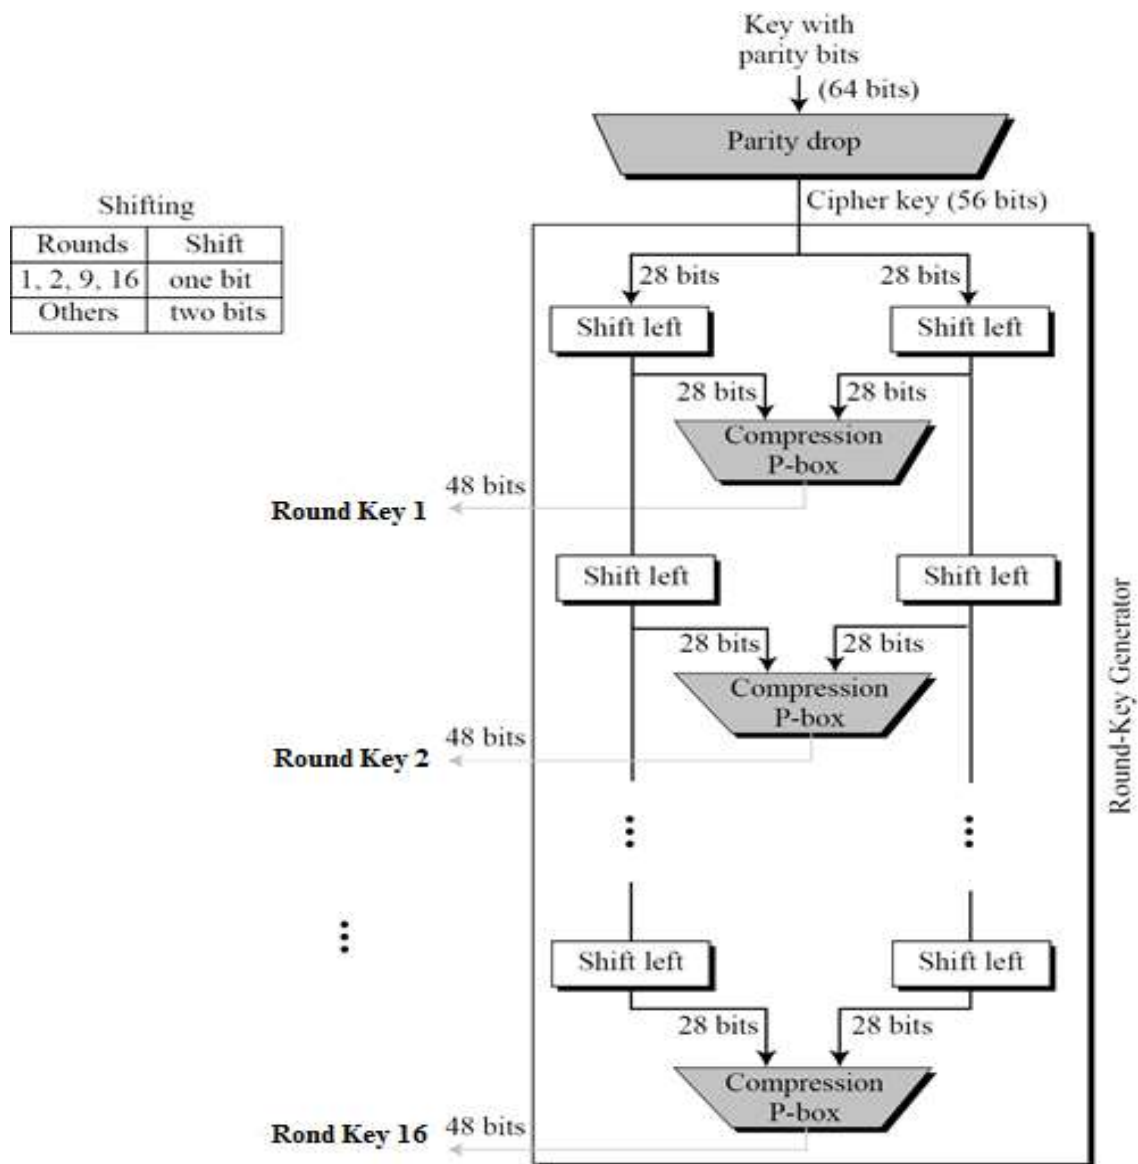 Key with
parity bits
(64 bits)
Parity drop
Cipher key (56 bits)
Shifting
Rounds Shift
1, 2, 9, 16 one bit
Others two bits
28 bits 28 bits
Shift left Shift left
28 bits 28 bits
Compression
P-box
48 bits
Round Key 1
Shift left Shift left
28 bits 28 bits
Compression
P-box
48 bits
Round Key 2
Round-Key Generator
Shift left Shift left
28 bits 28 bits
Compression
P-box
48 bits
Rond Key 16